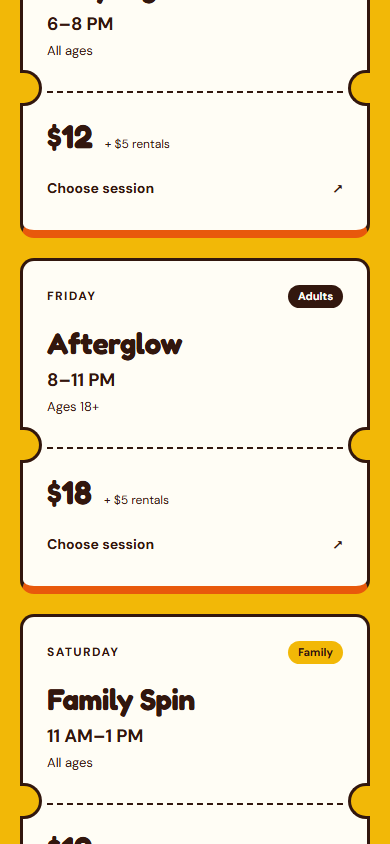 6–8 PM
All ages
$12 + $5 rentals
Choose session ↗
FRIDAY Adults
Afterglow
8–11 PM
Ages 18+
$18 + $5 rentals
Choose session ↗
SATURDAY Family
Family Spin
11 AM–1 PM
All ages